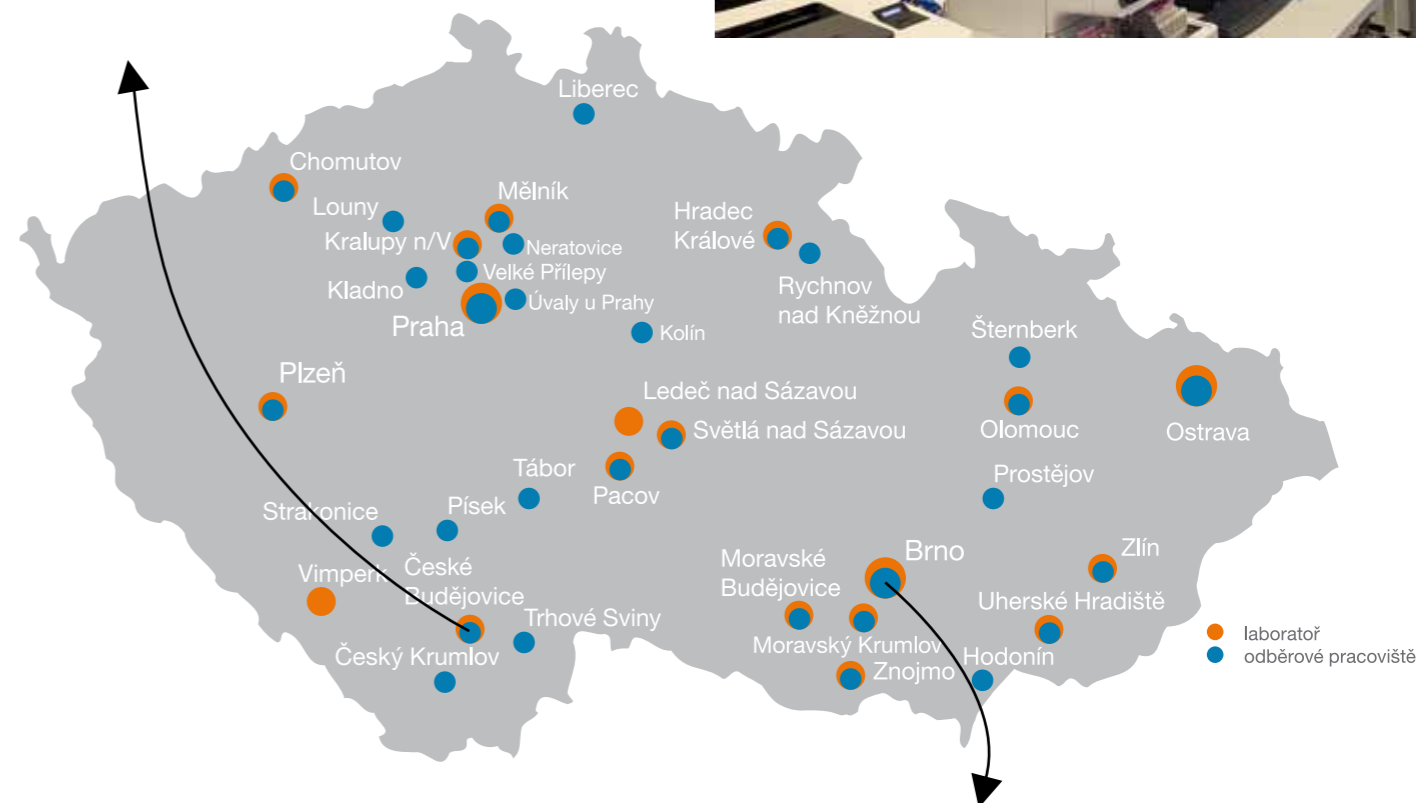 Liberec
Chomutov
Mělník
Louny
Kralupy n/V
Neratovice
Velké Přílepy
Kladno
Úvaly u Prahy
Praha
Hradec
Králové
Rychnov
nad Kněžnou
Kolín
Šternberk
Plzeň
Ledeč nad Sázavou
Světlá nad Sázavou
Olomouc
Ostrava
Tábor
Pacov
Prostějov
Strakonice
Písek
Vimperk
České
Budějovice
Moravské
Budějovice
Brno
Zlín
Trhové Sviny
Uherské Hradiště
Český Krumlov
Moravský Krumlov
Znojmo
Hodonín
laboratoř
odběrové pracoviště